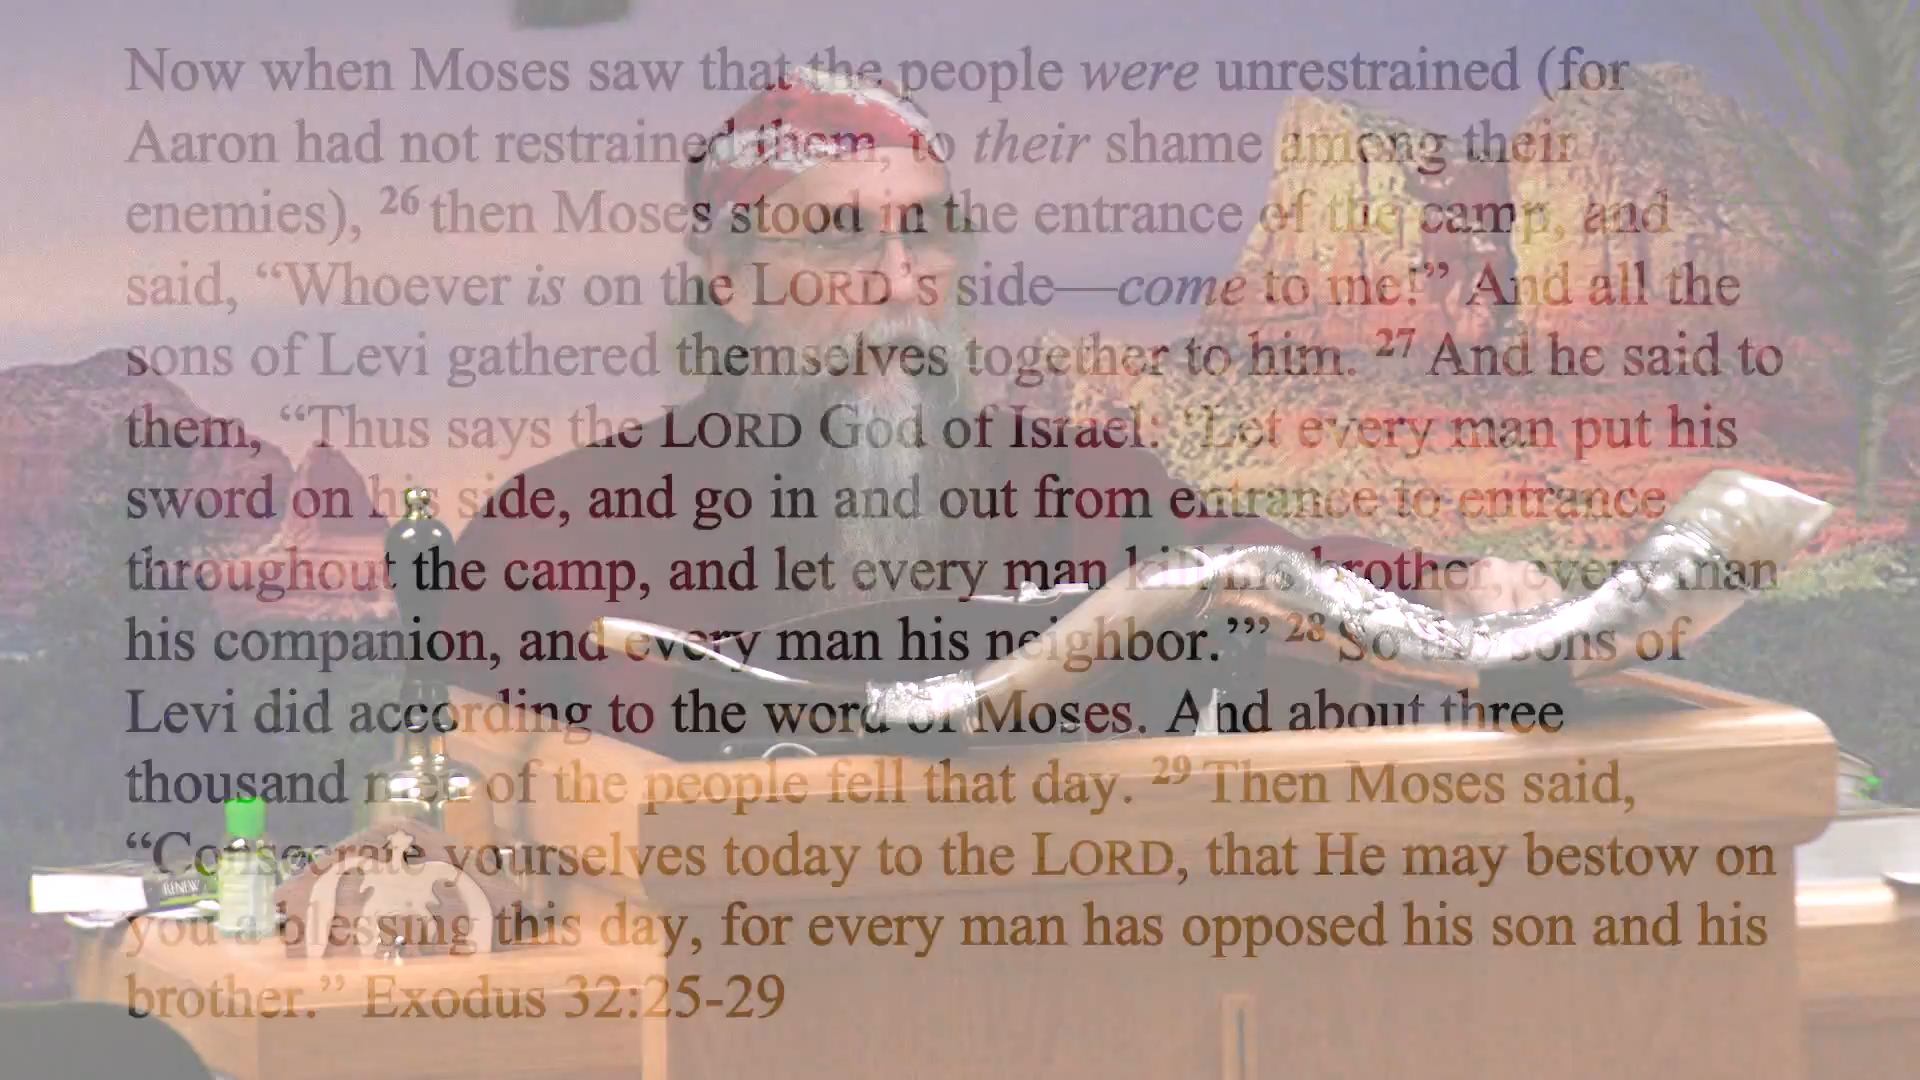 Now when Moses saw that the people were unrestrained (for
Aaron had not restrained them, to their shame among their
enemies), 26 then Moses stood in the entrance of the camp, and
said, “Whoever is on the LORD’s side—come to me!” And all the
sons of Levi gathered themselves together to him. 27 And he said to
them, “Thus says the LORD God of Israel: ‘Let every man put his
sword on his side, and go in and out from entrance to entrance
throughout the camp, and let every man kill his brother, every man
his companion, and every man his neighbor.’” 28 So the sons of
Levi did according to the word of Moses. And about three
thousand men of the people fell that day. 29 Then Moses said,
“Consecrate yourselves today to the LORD, that He may bestow on
you a blessing this day, for every man has opposed his son and his
brother.” Exodus 32:25-29
RENEW